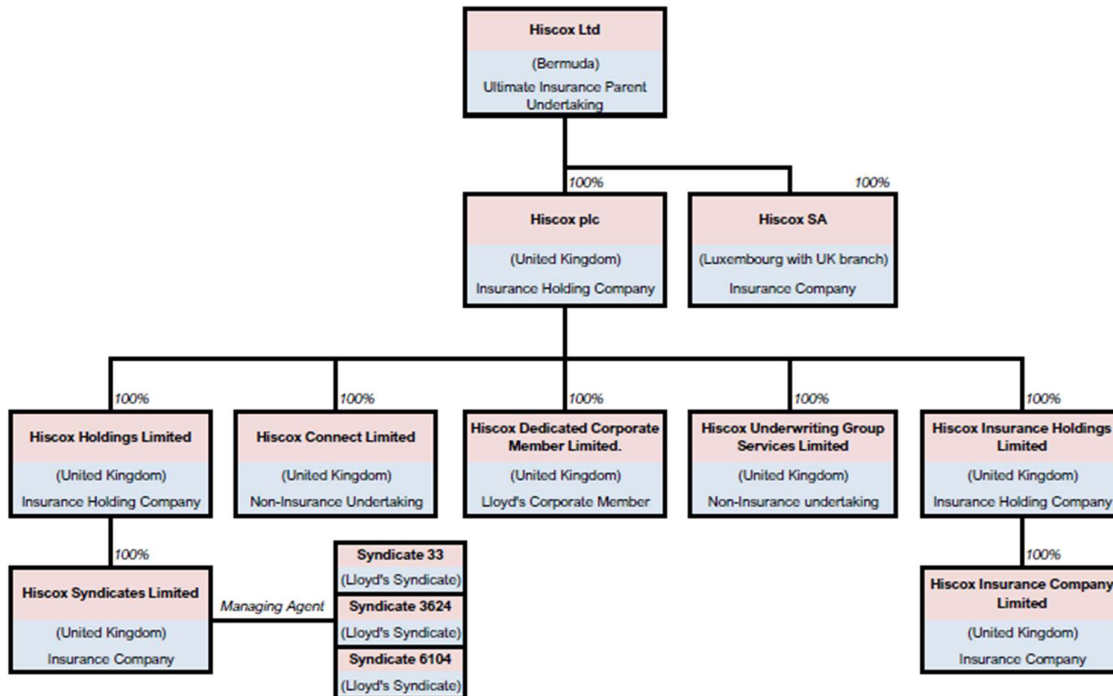 Hiscox Ltd
(Bermuda)
Ultimate Insurance Parent
Undertaking
100%
100%
Hiscox plc
(United Kingdom)
Insurance Holding Company
Hiscox SA
(Luxembourg with UK branch)
Insurance Company
100%
100%
100%
100%
100%
Hiscox Holdings Limited
(United Kingdom)
Insurance Holding Company
Hiscox Connect Limited
(United Kingdom)
Non-Insurance Undertaking
Hiscox Dedicated Corporate
Member Limited.
(United Kingdom)
Lloyd's Corporate Member
Hiscox Underwriting Group
Services Limited
(United Kingdom)
Non-Insurance undertaking
Hiscox Insurance Holdings
Limited
(United Kingdom)
Insurance Holding Company
100%
100%
Hiscox Syndicates Limited
(United Kingdom)
Insurance Company
Managing Agent
Syndicate 33
(Lloyd's Syndicate)
Syndicate 3624
(Lloyd's Syndicate)
Syndicate 6104
(Lloyd's Syndicate)
Hiscox Insurance Company
Limited
(United Kingdom)
Insurance Company